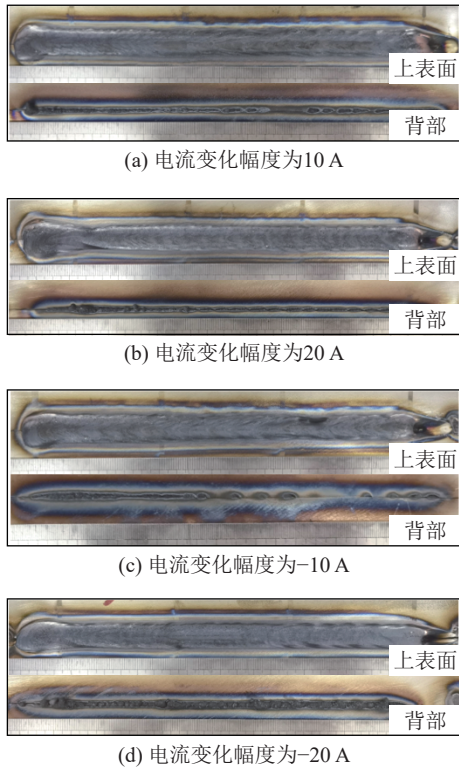 上表面
背部
(a) 电流变化幅度为10 A
上表面
背部
(b) 电流变化幅度为20 A
上表面
背部
(c) 电流变化幅度为−10 A
上表面
背部
(d) 电流变化幅度为−20 A